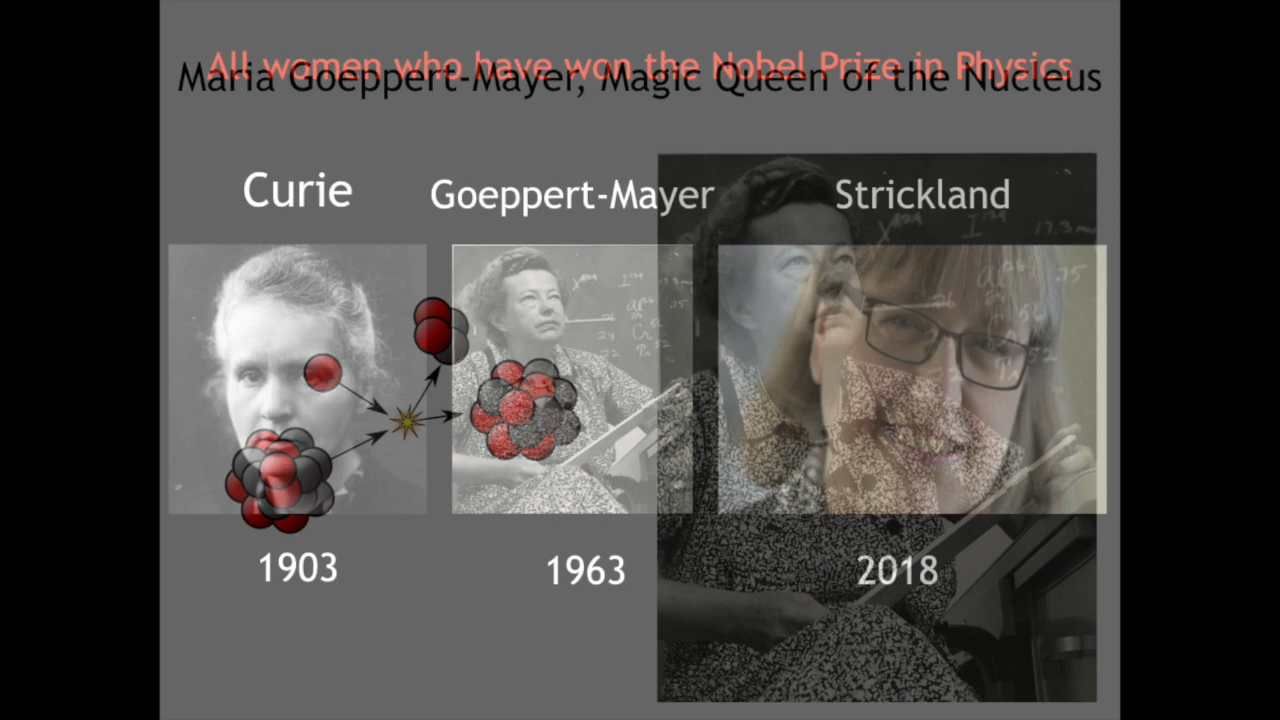 All women who have won the Nobel Prize in Physics
Maria Goeppert-Mayer, Magic Queen of the Nucleus
Curie
Goeppert-Mayer
Strickland
1903
1963
2018